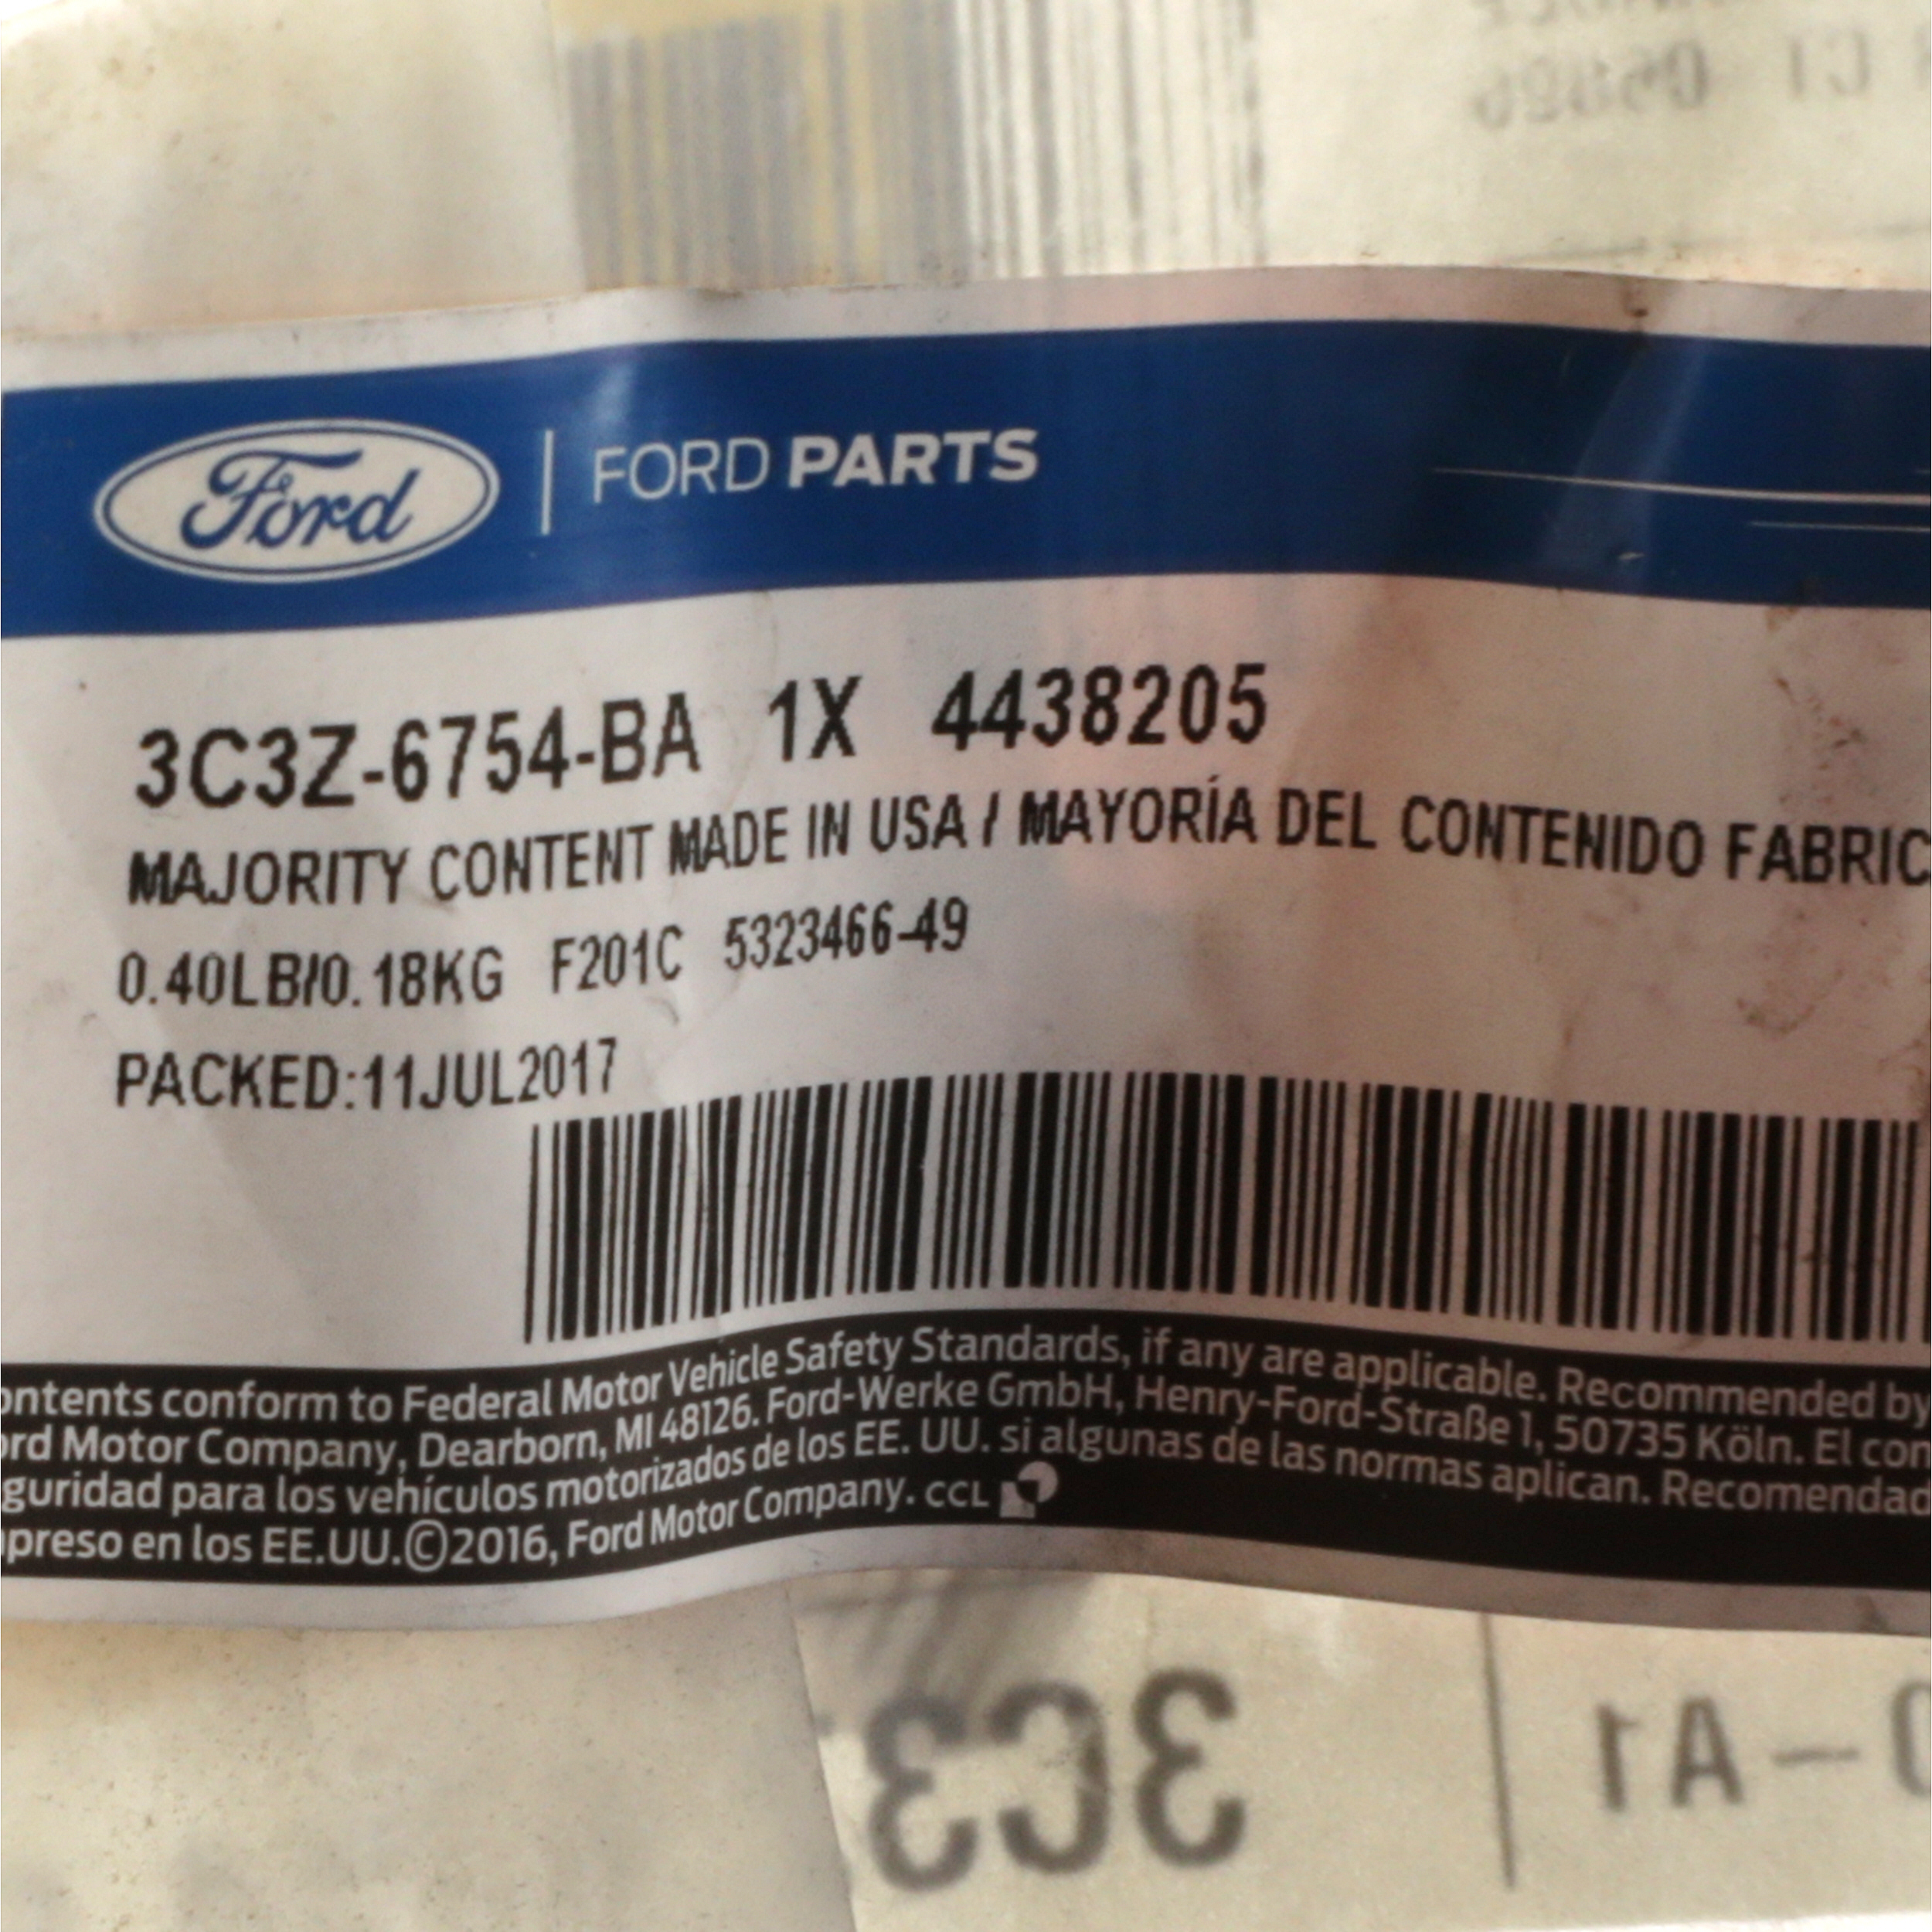 Ford | FORD PARTS
3C3Z-6754-BA 1X 4438205
MAJORITY CONTENT MADE IN USA / MAYORÍA DEL CONTENIDO FABRIC
0.40LB/0.18KG F201C 5323466-49
PACKED:11JUL2017
ontents conform to Federal Motor Vehicle Safety Standards, if any are applicable. Recommended by
ord Motor Company, Dearborn, MI 48126. Ford-Werke GmbH, Henry-Ford-Straße 1, 50735 Köln. El con
guridad para los vehículos motorizados de los EE. UU. si algunas de las normas aplican. Recomendad
preso en los EE.UU.©2016, Ford Motor Company. CCL
3C3
A1